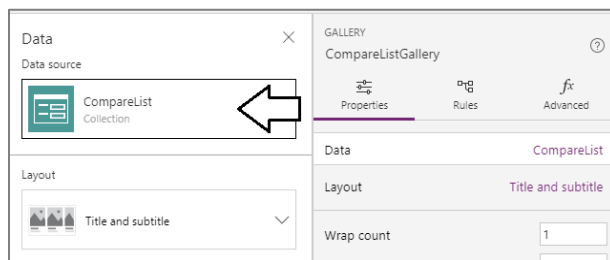 Data
Data source
CompareList
Collection
Layout
Title and subtitle
GALLERY
CompareListGallery
?
Properties
Rules
fx
Advanced
Data CompareList
Layout Title and subtitle
Wrap count 1